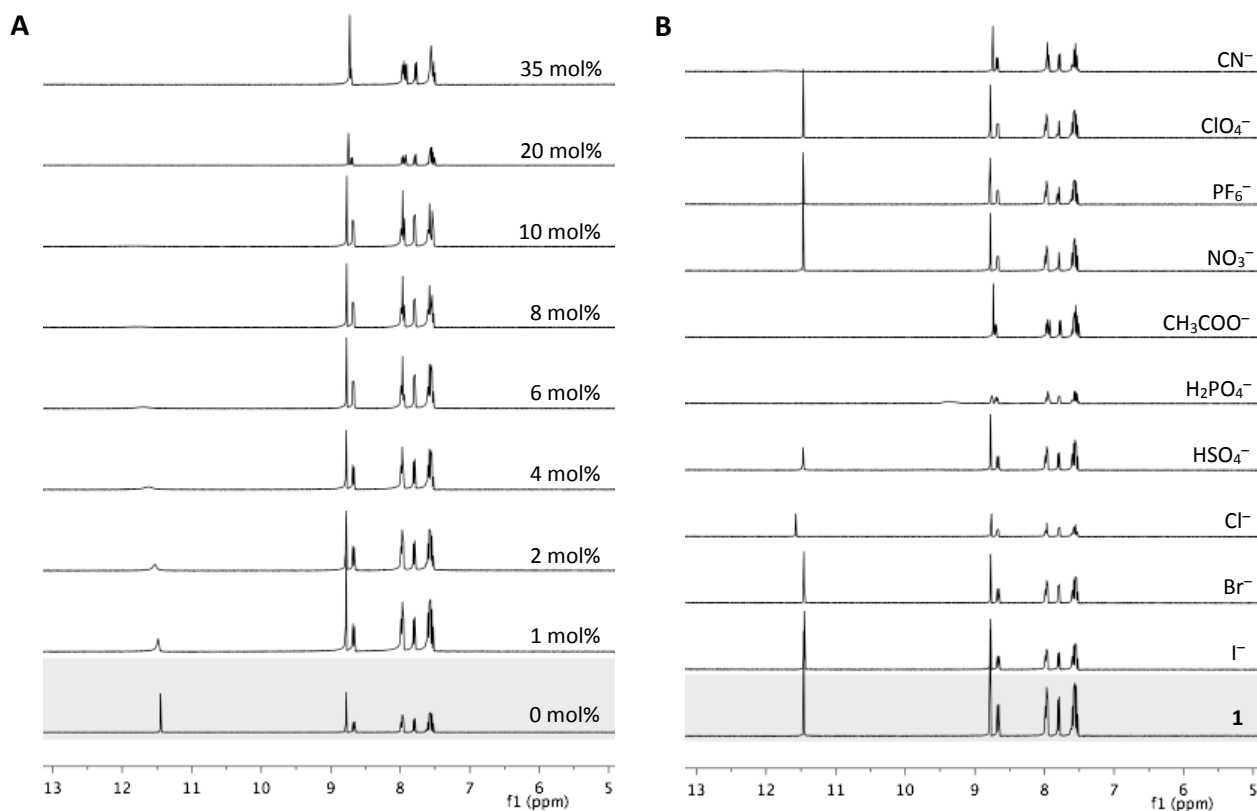 A
35 mol%
20 mol%
10 mol%
8 mol%
6 mol%
4 mol%
2 mol%
1 mol%
0 mol%
13 12 11 10 9 8 7 6 5
f1 (ppm)
B
CN⁻
ClO₄⁻
PF₆⁻
NO₃⁻
CH₃COO⁻
H₂PO₄⁻
HSO₄⁻
Cl⁻
Br⁻
I⁻
1
13 12 11 10 9 8 7 6 5
f1 (ppm)